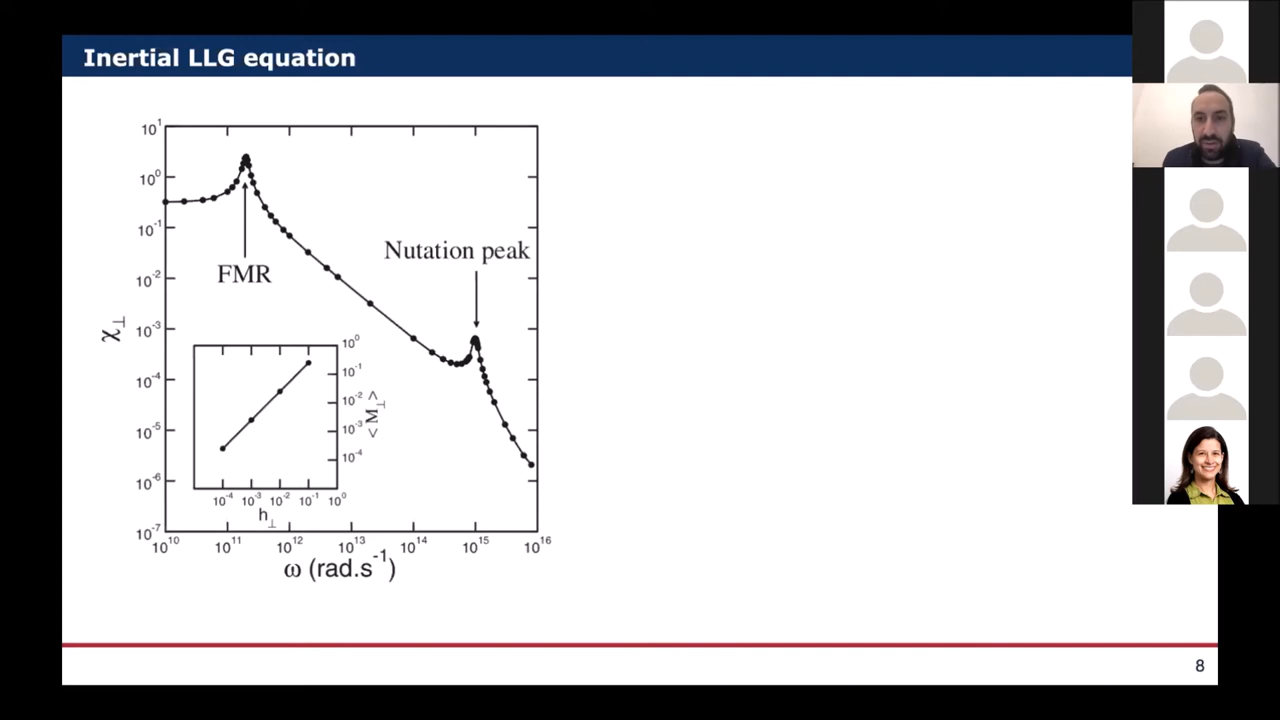 Inertial LLG equation
10¹
10⁰
10⁻¹
10⁻²
10⁻³
10⁻⁴
10⁻⁵
10⁻⁶
10⁻⁷
χ⊥
FMR
Nutation peak
10⁰
10⁻¹
10⁻²
10⁻³
10⁻⁴
< M⊥ >
10⁻⁴ 10⁻³ 10⁻² 10⁻¹ 10⁰
h⊥
10¹⁰ 10¹¹ 10¹² 10¹³ 10¹⁴ 10¹⁵ 10¹⁶
ω (rad.s⁻¹)
8